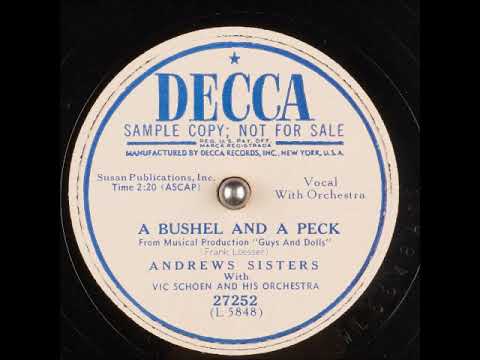 DECCA
SAMPLE COPY; NOT FOR SALE
REG. U.S. PAT. OFF.
MARCA REGISTRADA
MANUFACTURED BY DECCA RECORDS, INC., NEW YORK, U.S.A.
Susan Publications, Inc.
Time 2:20 (ASCAP)
Vocal
With Orchestra
A BUSHEL AND A PECK
From Musical Production "Guys And Dolls"
(Frank Loesser)
ANDREWS SISTERS
With
VIC SCHOEN AND HIS ORCHESTRA
27252
(L 5848)